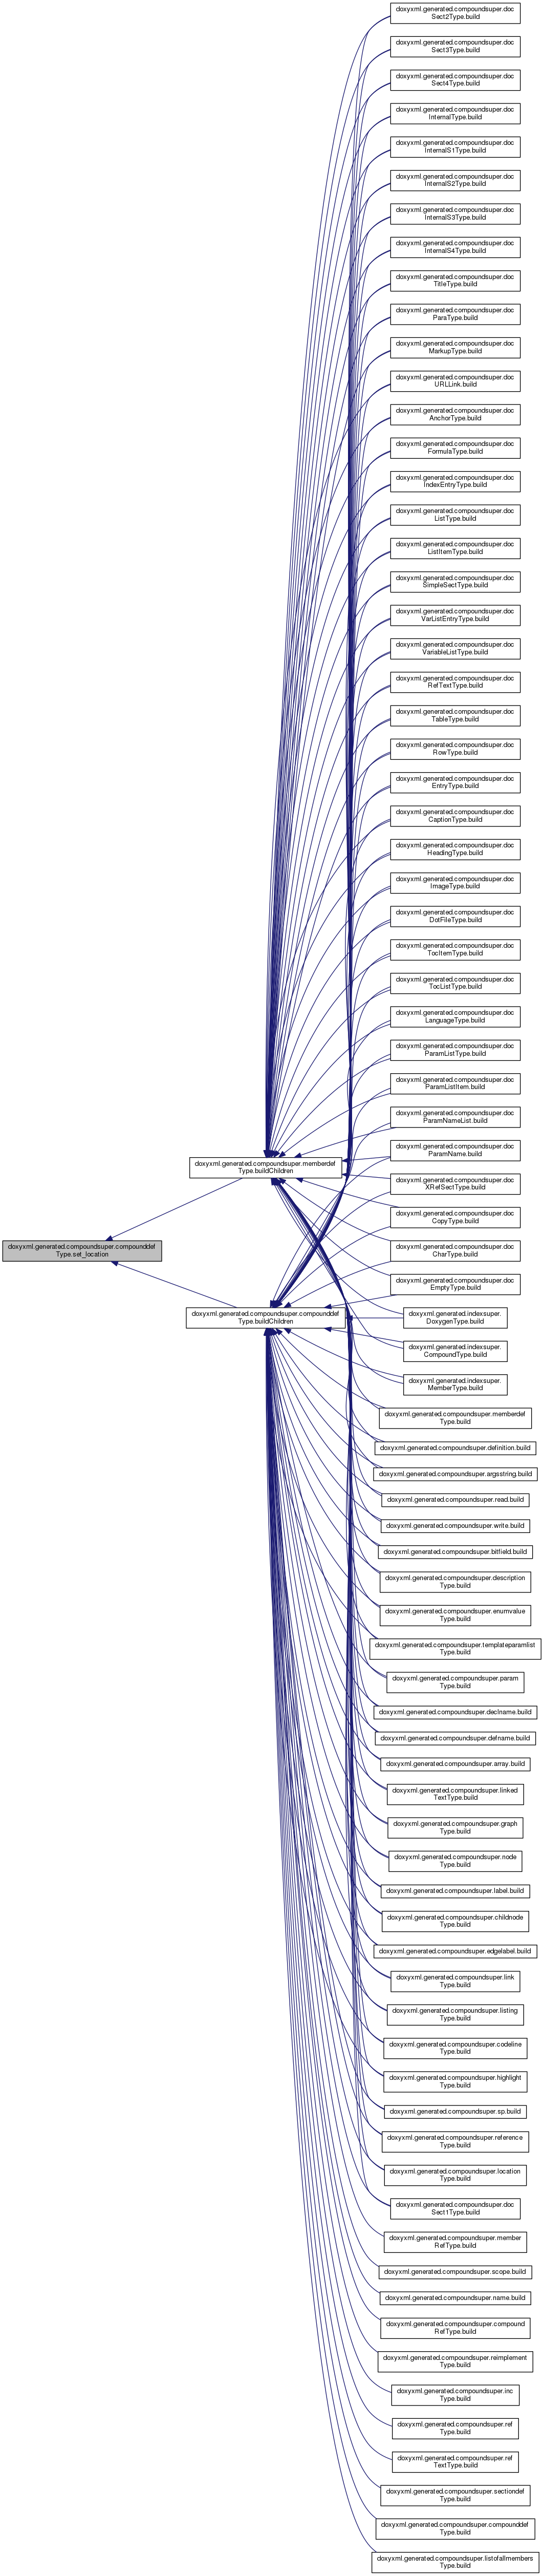 doxyxml.generated.compoundsuper.doc
Sect2Type.build
doxyxml.generated.compoundsuper.doc
Sect3Type.build
doxyxml.generated.compoundsuper.doc
Sect4Type.build
doxyxml.generated.compoundsuper.doc
InternalType.build
doxyxml.generated.compoundsuper.doc
InternalS1Type.build
doxyxml.generated.compoundsuper.doc
InternalS2Type.build
doxyxml.generated.compoundsuper.doc
InternalS3Type.build
doxyxml.generated.compoundsuper.doc
InternalS4Type.build
doxyxml.generated.compoundsuper.doc
TitleType.build
doxyxml.generated.compoundsuper.doc
ParaType.build
doxyxml.generated.compoundsuper.doc
MarkupType.build
doxyxml.generated.compoundsuper.doc
URLLink.build
doxyxml.generated.compoundsuper.doc
AnchorType.build
doxyxml.generated.compoundsuper.doc
FormulaType.build
doxyxml.generated.compoundsuper.doc
IndexEntryType.build
doxyxml.generated.compoundsuper.doc
ListType.build
doxyxml.generated.compoundsuper.doc
ListItemType.build
doxyxml.generated.compoundsuper.doc
SimpleSectType.build
doxyxml.generated.compoundsuper.doc
VarListEntryType.build
doxyxml.generated.compoundsuper.doc
VariableListType.build
doxyxml.generated.compoundsuper.doc
RefTextType.build
doxyxml.generated.compoundsuper.doc
TableType.build
doxyxml.generated.compoundsuper.doc
RowType.build
doxyxml.generated.compoundsuper.doc
EntryType.build
doxyxml.generated.compoundsuper.doc
CaptionType.build
doxyxml.generated.compoundsuper.doc
HeadingType.build
doxyxml.generated.compoundsuper.doc
ImageType.build
doxyxml.generated.compoundsuper.doc
DotFileType.build
doxyxml.generated.compoundsuper.doc
TocItemType.build
doxyxml.generated.compoundsuper.doc
TocListType.build
doxyxml.generated.compoundsuper.doc
LanguageType.build
doxyxml.generated.compoundsuper.doc
ParamListType.build
doxyxml.generated.compoundsuper.doc
ParamListItem.build
doxyxml.generated.compoundsuper.doc
ParamNameList.build
doxyxml.generated.compoundsuper.doc
ParamName.build
doxyxml.generated.compoundsuper.memberdef
Type.buildChildren
doxyxml.generated.compoundsuper.doc
XRefSectType.build
doxyxml.generated.compoundsuper.doc
CopyType.build
doxyxml.generated.compoundsuper.compounddef
Type.set_location
doxyxml.generated.compoundsuper.doc
CharType.build
doxyxml.generated.compoundsuper.doc
EmptyType.build
doxyxml.generated.compoundsuper.compounddef
Type.buildChildren
doxyxml.generated.indexsuper.
DoxygenType.build
doxyxml.generated.indexsuper.
CompoundType.build
doxyxml.generated.indexsuper.
MemberType.build
doxyxml.generated.compoundsuper.memberdef
Type.build
doxyxml.generated.compoundsuper.definition.build
doxyxml.generated.compoundsuper.argsstring.build
doxyxml.generated.compoundsuper.read.build
doxyxml.generated.compoundsuper.write.build
doxyxml.generated.compoundsuper.bitfield.build
doxyxml.generated.compoundsuper.description
Type.build
doxyxml.generated.compoundsuper.enumvalue
Type.build
doxyxml.generated.compoundsuper.templateparamlist
Type.build
doxyxml.generated.compoundsuper.param
Type.build
doxyxml.generated.compoundsuper.declname.build
doxyxml.generated.compoundsuper.defname.build
doxyxml.generated.compoundsuper.array.build
doxyxml.generated.compoundsuper.linked
TextType.build
doxyxml.generated.compoundsuper.graph
Type.build
doxyxml.generated.compoundsuper.node
Type.build
doxyxml.generated.compoundsuper.label.build
doxyxml.generated.compoundsuper.childnode
Type.build
doxyxml.generated.compoundsuper.edgelabel.build
doxyxml.generated.compoundsuper.link
Type.build
doxyxml.generated.compoundsuper.listing
Type.build
doxyxml.generated.compoundsuper.codeline
Type.build
doxyxml.generated.compoundsuper.highlight
Type.build
doxyxml.generated.compoundsuper.sp.build
doxyxml.generated.compoundsuper.reference
Type.build
doxyxml.generated.compoundsuper.location
Type.build
doxyxml.generated.compoundsuper.doc
Sect1Type.build
doxyxml.generated.compoundsuper.member
RefType.build
doxyxml.generated.compoundsuper.scope.build
doxyxml.generated.compoundsuper.name.build
doxyxml.generated.compoundsuper.compound
RefType.build
doxyxml.generated.compoundsuper.reimplement
Type.build
doxyxml.generated.compoundsuper.inc
Type.build
doxyxml.generated.compoundsuper.ref
Type.build
doxyxml.generated.compoundsuper.ref
TextType.build
doxyxml.generated.compoundsuper.sectiondef
Type.build
doxyxml.generated.compoundsuper.compounddef
Type.build
doxyxml.generated.compoundsuper.listofallmembers
Type.build